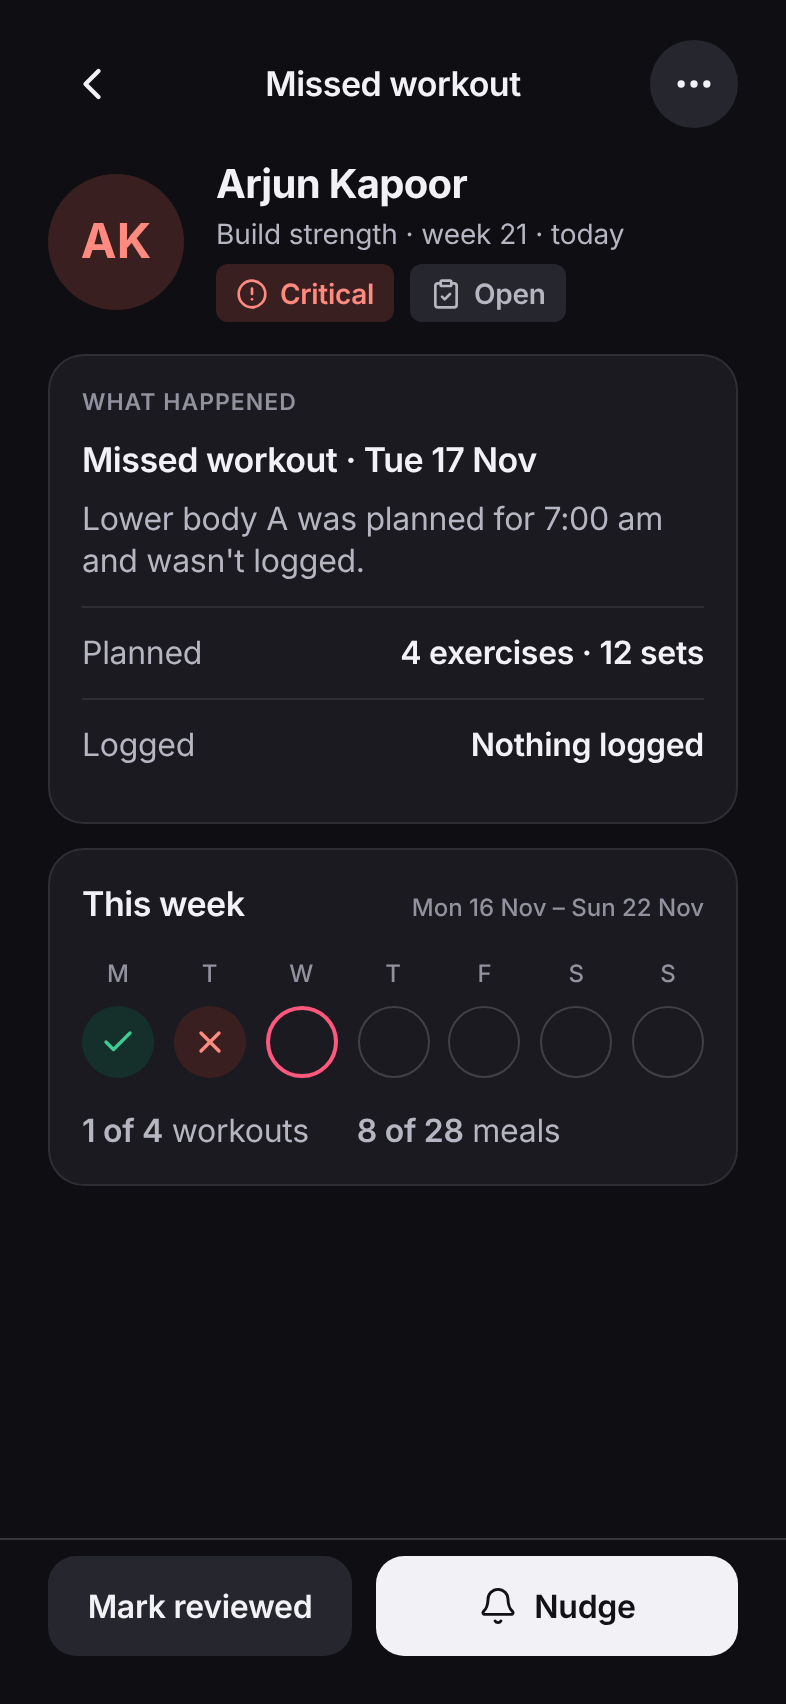 Missed workout
AK
Arjun Kapoor
Build strength · week 21 · today
Critical
Open
WHAT HAPPENED
Missed workout · Tue 17 Nov
Lower body A was planned for 7:00 am
and wasn't logged.
Planned
4 exercises · 12 sets
Logged
Nothing logged
This week
Mon 16 Nov – Sun 22 Nov
M T W T F S S
1 of 4 workouts
8 of 28 meals
Mark reviewed
Nudge